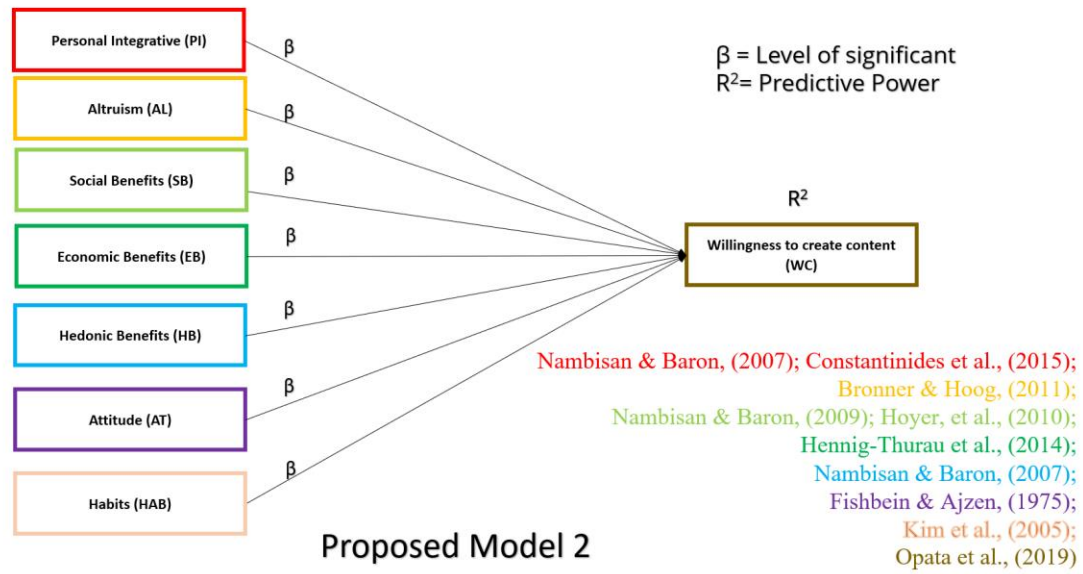 Personal Integrative (PI)
β
β = Level of significant
R²= Predictive Power
Altruism (AL)
β
Social Benefits (SB)
β
R²
Economic Benefits (EB)
β
Willingness to create content
(WC)
Hedonic Benefits (HB)
β
Attitude (AT)
β
Habits (HAB)
β
Nambisan & Baron, (2007); Constantinides et al., (2015);
Bronner & Hoog, (2011);
Nambisan & Baron, (2009); Hoyer, et al., (2010);
Hennig-Thurau et al., (2014);
Nambisan & Baron, (2007);
Fishbein & Ajzen, (1975);
Kim et al., (2005);
Opata et al., (2019)
Proposed Model 2